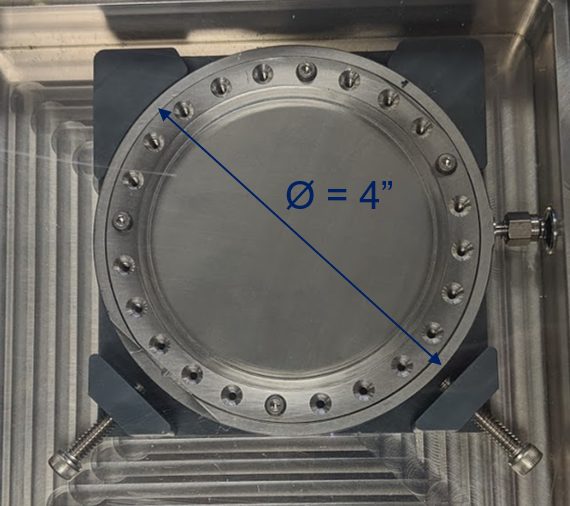 Ø = 4”